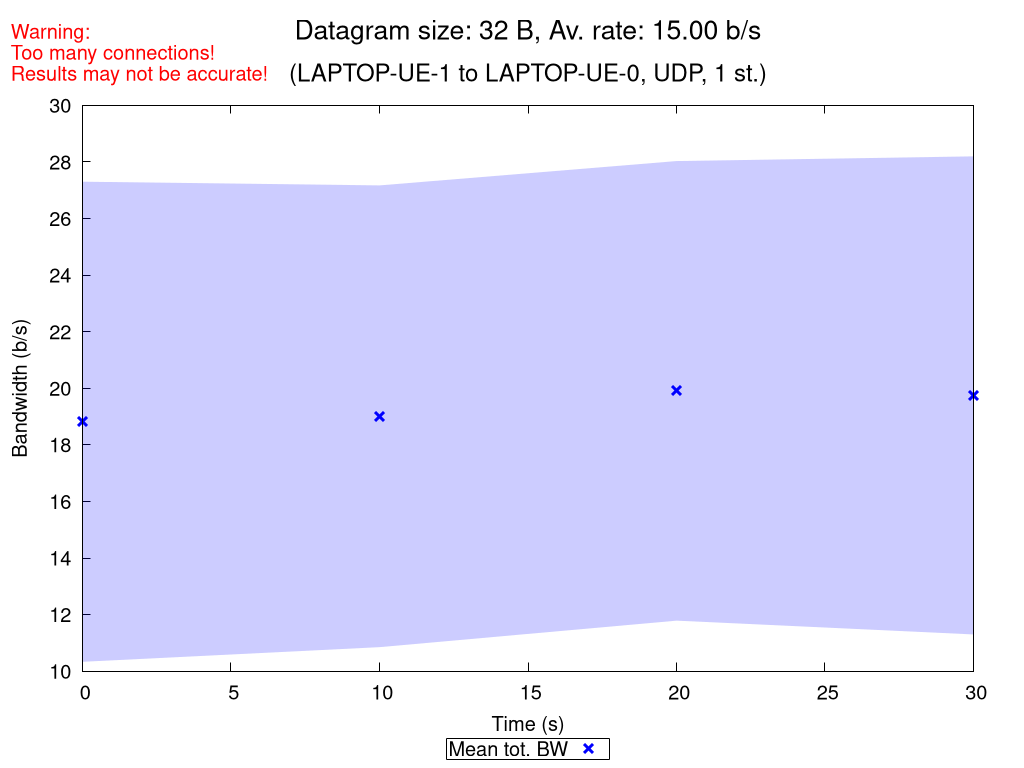 Warning:
Too many connections!
Results may not be accurate!
Datagram size: 32 B, Av. rate: 15.00 b/s
(LAPTOP-UE-1 to LAPTOP-UE-0, UDP, 1 st.)
30
28
26
24
22
20
18
16
14
12
10
Bandwidth (b/s)
0 5 10 15 20 25 30
Time (s)
Mean tot. BW